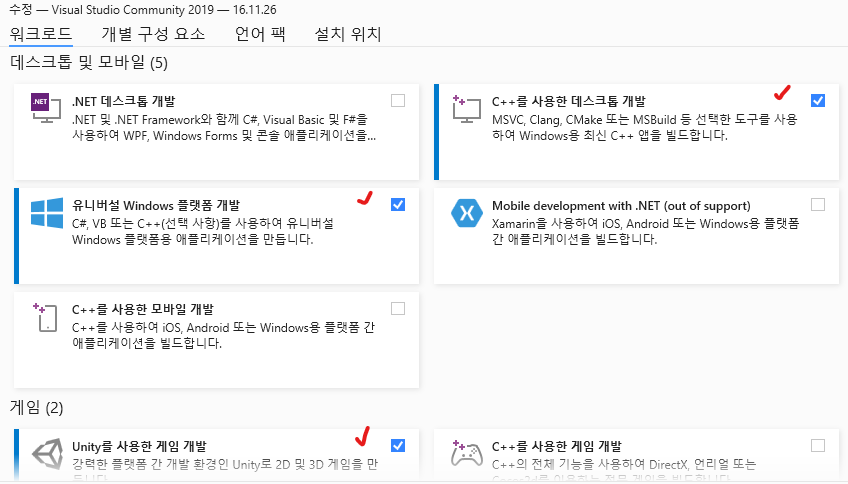 수정 — Visual Studio Community 2019 — 16.11.26
워크로드 개별 구성 요소 언어 팩 설치 위치
데스크톱 및 모바일 (5)
.NET
.NET 데스크톱 개발
.NET 및 .NET Framework와 함께 C#, Visual Basic 및 F#을
사용하여 WPF, Windows Forms 및 콘솔 애플리케이션을...
C++를 사용한 데스크톱 개발
MSVC, Clang, CMake 또는 MSBuild 등 선택한 도구를 사용
하여 Windows용 최신 C++ 앱을 빌드합니다.
유니버설 Windows 플랫폼 개발
C#, VB 또는 C++(선택 사항)를 사용하여 유니버설
Windows 플랫폼용 애플리케이션을 만듭니다.
Mobile development with .NET (out of support)
Xamarin을 사용하여 iOS, Android 또는 Windows용 플랫폼
간 애플리케이션을 빌드합니다.
C++를 사용한 모바일 개발
C++를 사용하여 iOS, Android 또는 Windows용 플랫폼 간
애플리케이션을 빌드합니다.
게임 (2)
Unity를 사용한 게임 개발
강력한 플랫폼 간 개발 환경인 Unity로 2D 및 3D 게임을 만
듭니다.
C++를 사용한 게임 개발
C++의 전체 기능을 사용하여 DirectX, 언리얼 또는